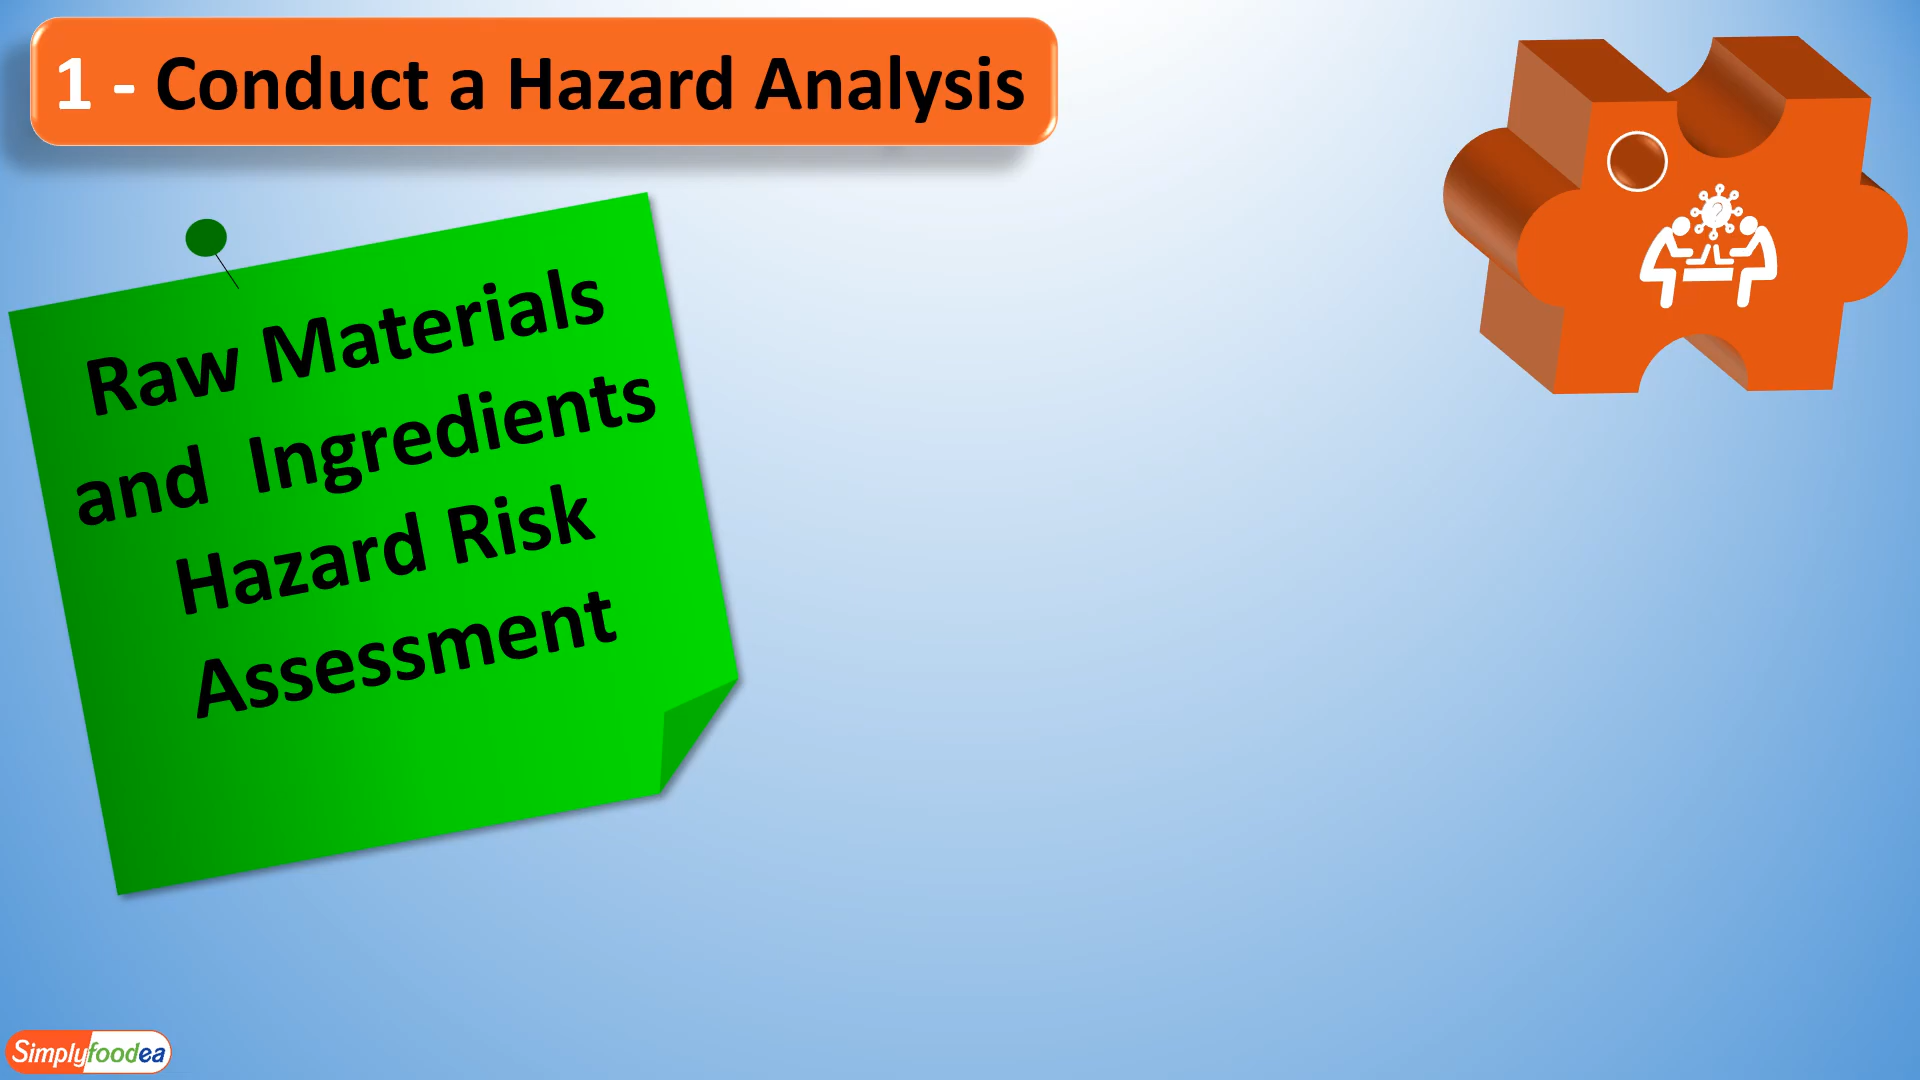 1 - Conduct a Hazard Analysis
Raw Materials
and Ingredients
Hazard Risk
Assessment
?
Simplyfoodea